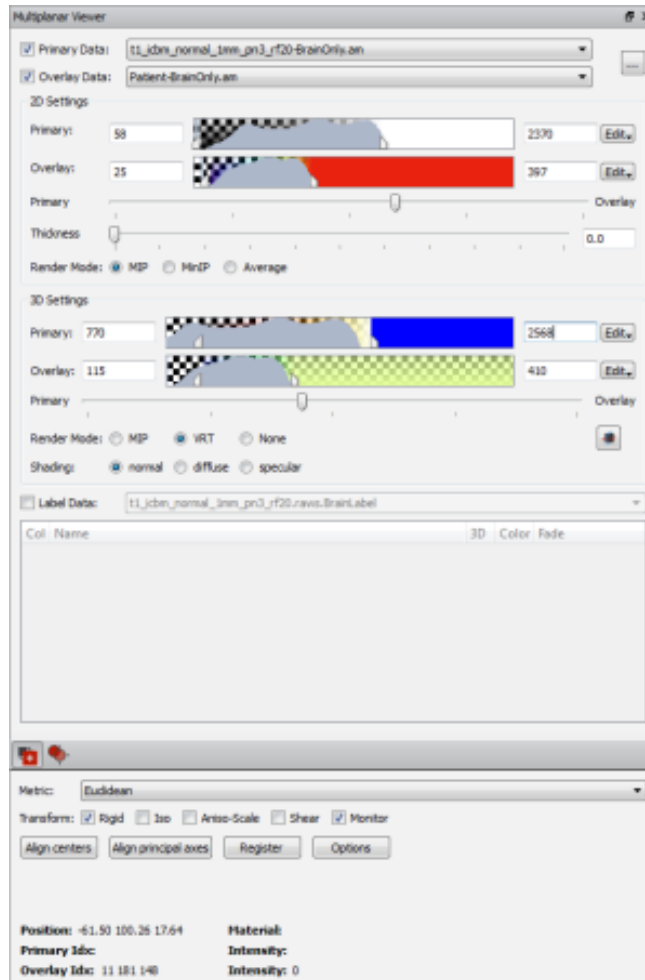 Multiplanar Viewer
Primary Data: t1_icbm_normal_1mm_pn3_rf20-BrainOnly.am
Overlay Data: Patient-BrainOnly.am
2D Settings
Primary: 58 2370 Edit
Overlay: 25 397 Edit
Primary Overlay
Thickness 0.0
Render Mode: MIP MinIP Average
3D Settings
Primary: 770 2568 Edit
Overlay: 115 410 Edit
Primary Overlay
Render Mode: MIP VRT None
Shading: normal diffuse specular
Label Data: t1_icbm_normal_1mm_pn3_rf20.raws.BrainLabel
Col Name 3D Color Fade
Metric: Euclidean
Transform: Rigid Iso Aniso-Scale Shear Monitor
Align centers Align principal axes Register Options
Position: -61.50 100.26 17.64 Material:
Primary Idx: Intensity:
Overlay Idx: 11 181 148 Intensity: 0